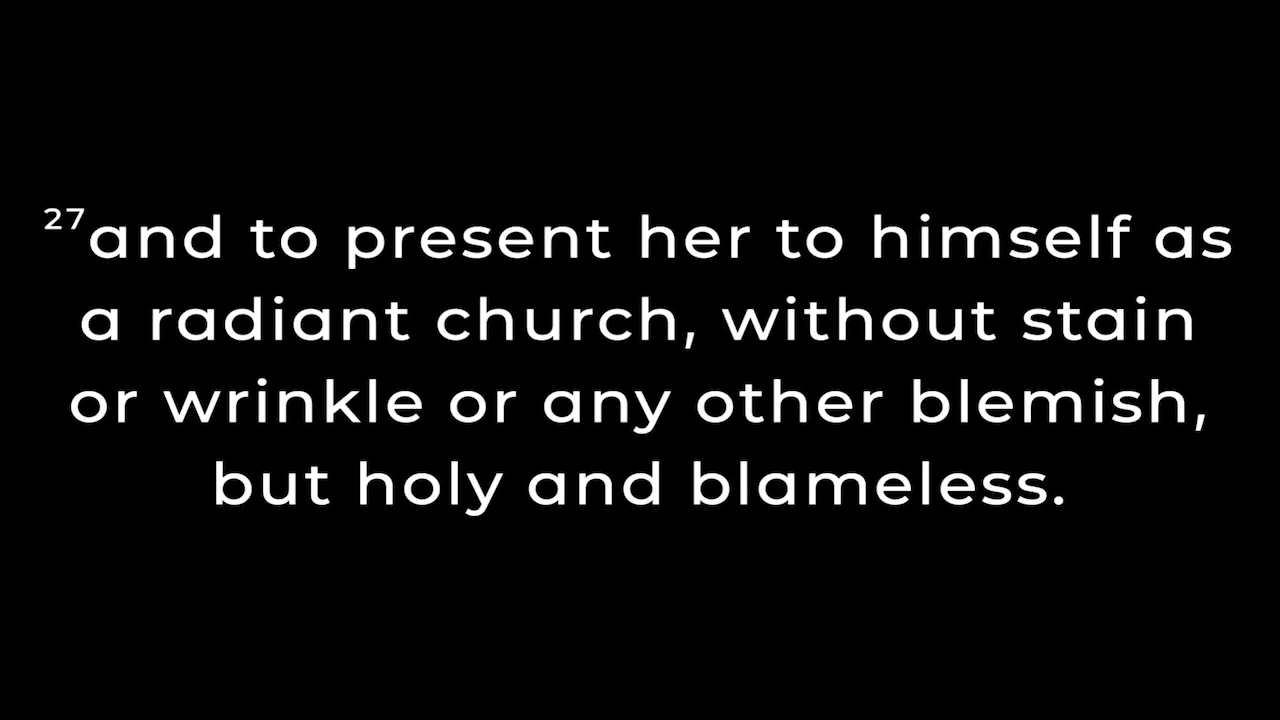 27and to present her to himself as
a radiant church, without stain
or wrinkle or any other blemish,
but holy and blameless.